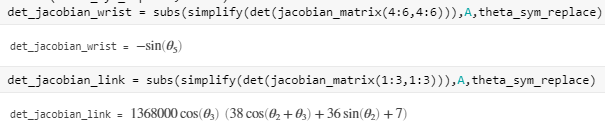 det_jacobian_wrist = subs(simplify(det(jacobian_matrix(4:6,4:6))),A,theta_sym_replace)
det_jacobian_wrist = −sin(θ₅)
det_jacobian_link = subs(simplify(det(jacobian_matrix(1:3,1:3))),A,theta_sym_replace)
det_jacobian_link = 1368000 cos(θ₃) (38 cos(θ₂ + θ₃) + 36 sin(θ₂) + 7)